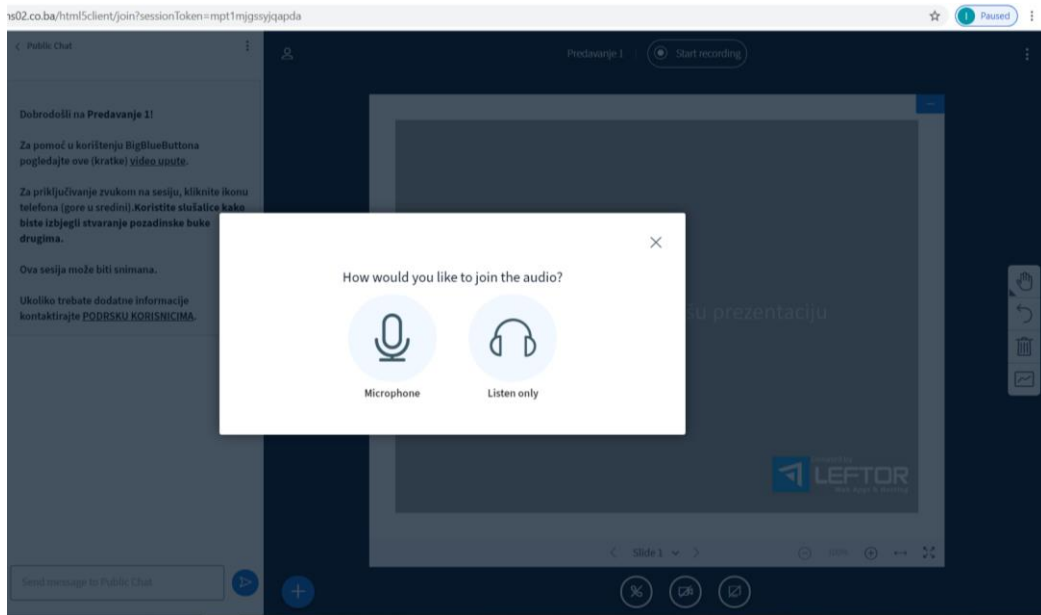 ns02.co.ba/html5client/join?sessionToken=mpt1mjgssyjqapda
Paused
Public Chat
Predavanje 1
Start recording
Dobrodošli na Predavanje 1!
Za pomoć u korištenju BigBlueButtona
pogledajte ove (kratke) video upute.
Za priključivanje zvukom na sesiju, kliknite ikonu
telefona (gore u sredini).Koristite slušalice kako
biste izbjegli stvaranje pozadinske buke
drugima.
Ova sesija može biti snimana.
Ukoliko trebate dodatne informacije
kontaktirajte PODRSKU KORISNICIMA.
How would you like to join the audio?
Microphone
Listen only
šu prezentaciju
LEFTOR
Slide 1
100%
Send message to Public Chat